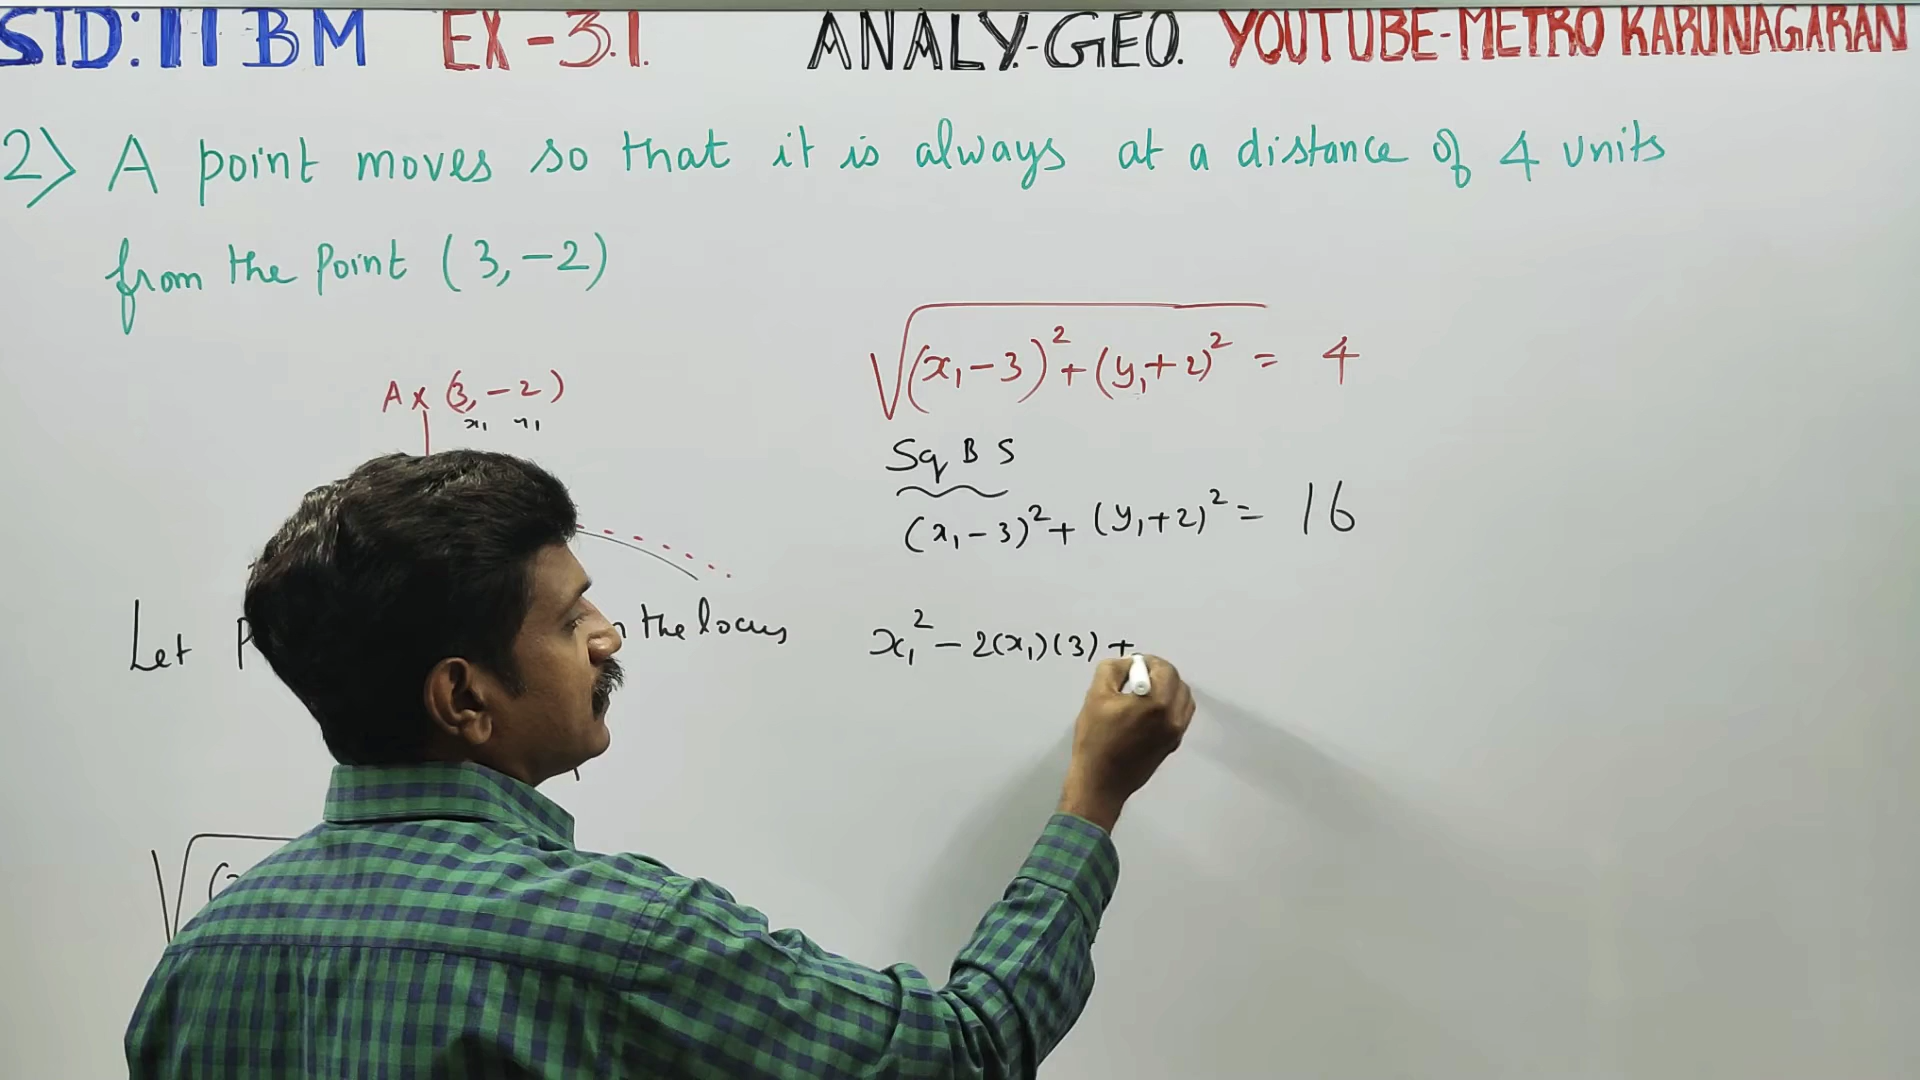 STD: 11 BM EX-3.1. ANALY.-GEO. YOUTUBE-METRO KARUNAGARAN
2) A point moves so that it is always at a distance of 4 units
from the Point (3, -2)
A x (3, -2)
x₁ y₁
Let P the locus
√((x₁-3)²+(y₁+2)²) = 4
Sq B S
(x₁-3)²+(y₁+2)² = 16
x₁² - 2(x₁)(3) +